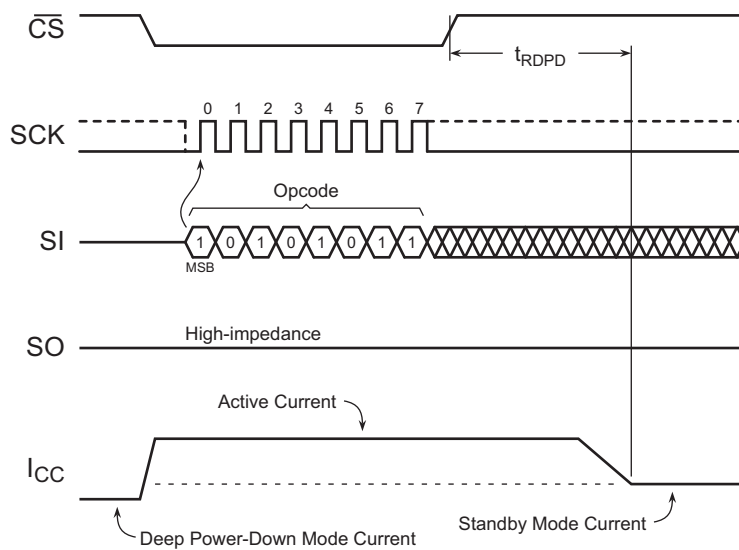 CS
tRDPD
0 1 2 3 4 5 6 7
SCK
Opcode
SI
1 0 1 0 1 0 1 1
MSB
High-impedance
SO
Active Current
ICC
Standby Mode Current
Deep Power-Down Mode Current